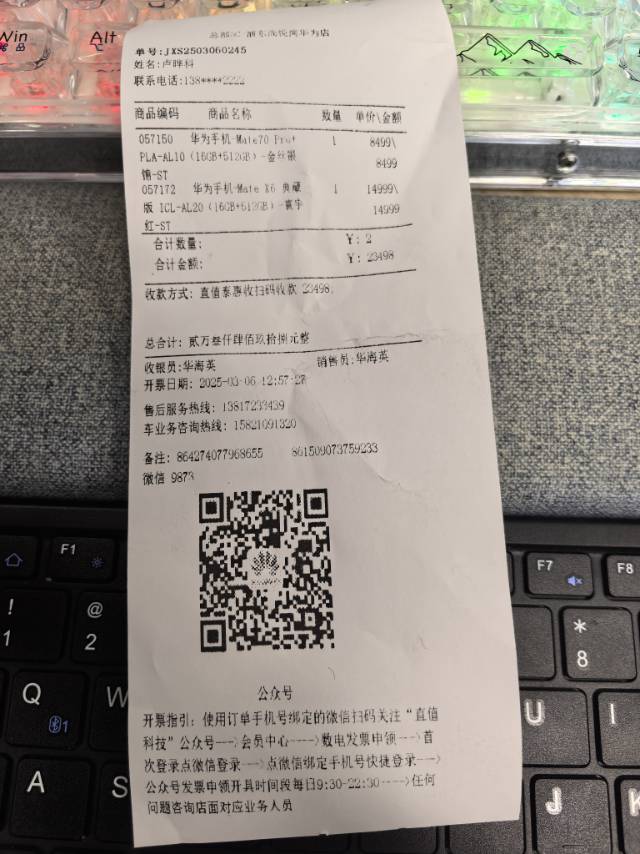 Win
Alt
单号:JXS2503060245
姓名:卢晔科
联系电话:138****2222
商品编码 商品名称 数量 单价\金额
057150 华为手机-Mate70 Pro+ 1 8499\
PLA-AL10（16GB+512GB）-金丝银 8499
锦-ST
057172 华为手机-Mate X6 典藏 1 14999\
版 ICL-AL20（16GB+512GB）-寰宇 14999
红-ST
合计数量: ￥: 2
合计金额: ￥: 23498
收款方式: 直值泰惠收扫码收款 23498,
总合计: 贰万叁仟肆佰玖拾捌元整
收银员:华海英 销售员:华海英
开票日期: 2025-03-06 12:57:27
售后服务热线: 13817233439
车业务咨询热线: 15821091320
备注: 864274077968655 861509073759233
微信 9873
公众号
开票指引: 使用订单手机号绑定的微信扫码关注“直值
科技”公众号--->会员中心---->数电发票申领--->首
次登录点微信登录--->点微信绑定手机号快捷登录--->
公众号发票申领开具时间段每日9:30-22:30---->任何
问题咨询店面对应业务人员
F1
F7
F8
!
1
@
2
*
8
Q
1
W
U
I
A
S
J
K